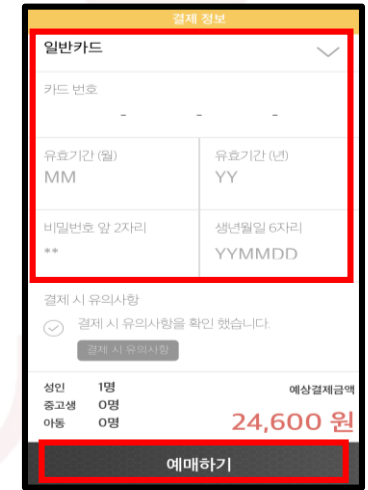 결제 정보
일반카드
카드 번호
- - -
유효기간 (월) 유효기간 (년)
MM YY
비밀번호 앞 2자리 생년월일 6자리
** YYMMDD
결제 시 유의사항
결제 시 유의사항을 확인 했습니다.
결제 시 유의사항
성인 1명 예상결제금액
중고생 0명
아동 0명 24,600 원
예매하기